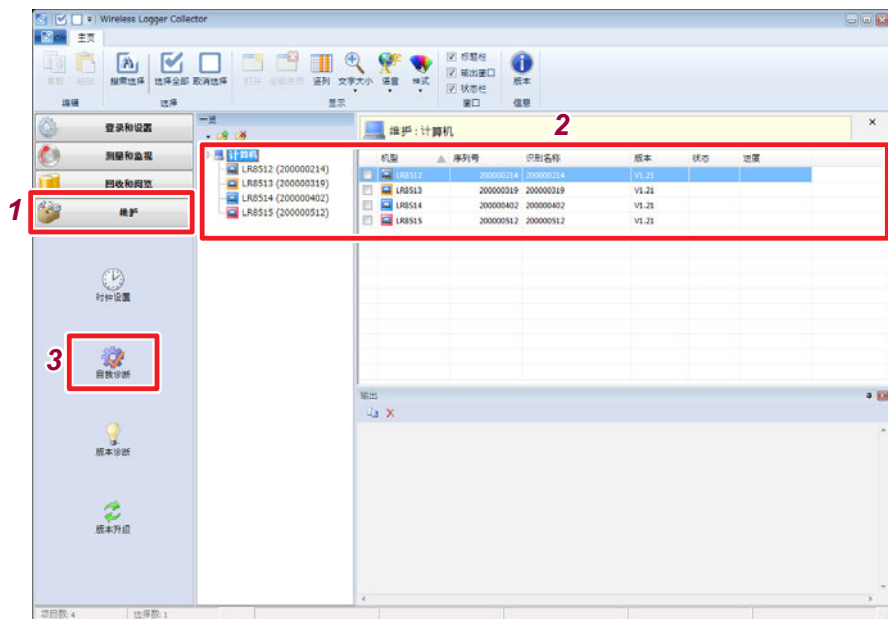 Wireless Logger Collector
主页
复制 粘贴 搜索选择 选择全部 取消选择 打开 全部关闭 竖列 文字大小 语言 样式 标题栏 版本
输出窗口
状态栏
编辑 选择 显示 窗口 信息
登录和设置
测量和监视
回收和阅览
1 维护
时钟设置
3 自我诊断
版本诊断
版本升级
一览
计算机
LR8512 (200000214)
LR8513 (200000319)
LR8514 (200000402)
LR8515 (200000512)
维护:计算机 2
机型 序列号 识别名称 版本 状态 进度
LR8512 200000214 200000214 V1.21
LR8513 200000319 200000319 V1.21
LR8514 200000402 200000402 V1.21
LR8515 200000512 200000512 V1.21
输出
项目数: 4 选择数: 1